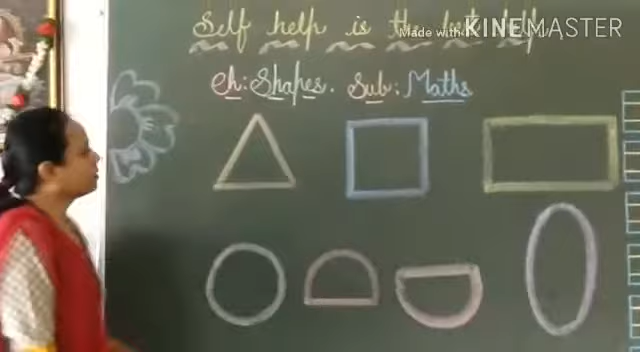 Self help is the best help
Made with KINEMASTER
Ch: Shapes. Sub: Maths